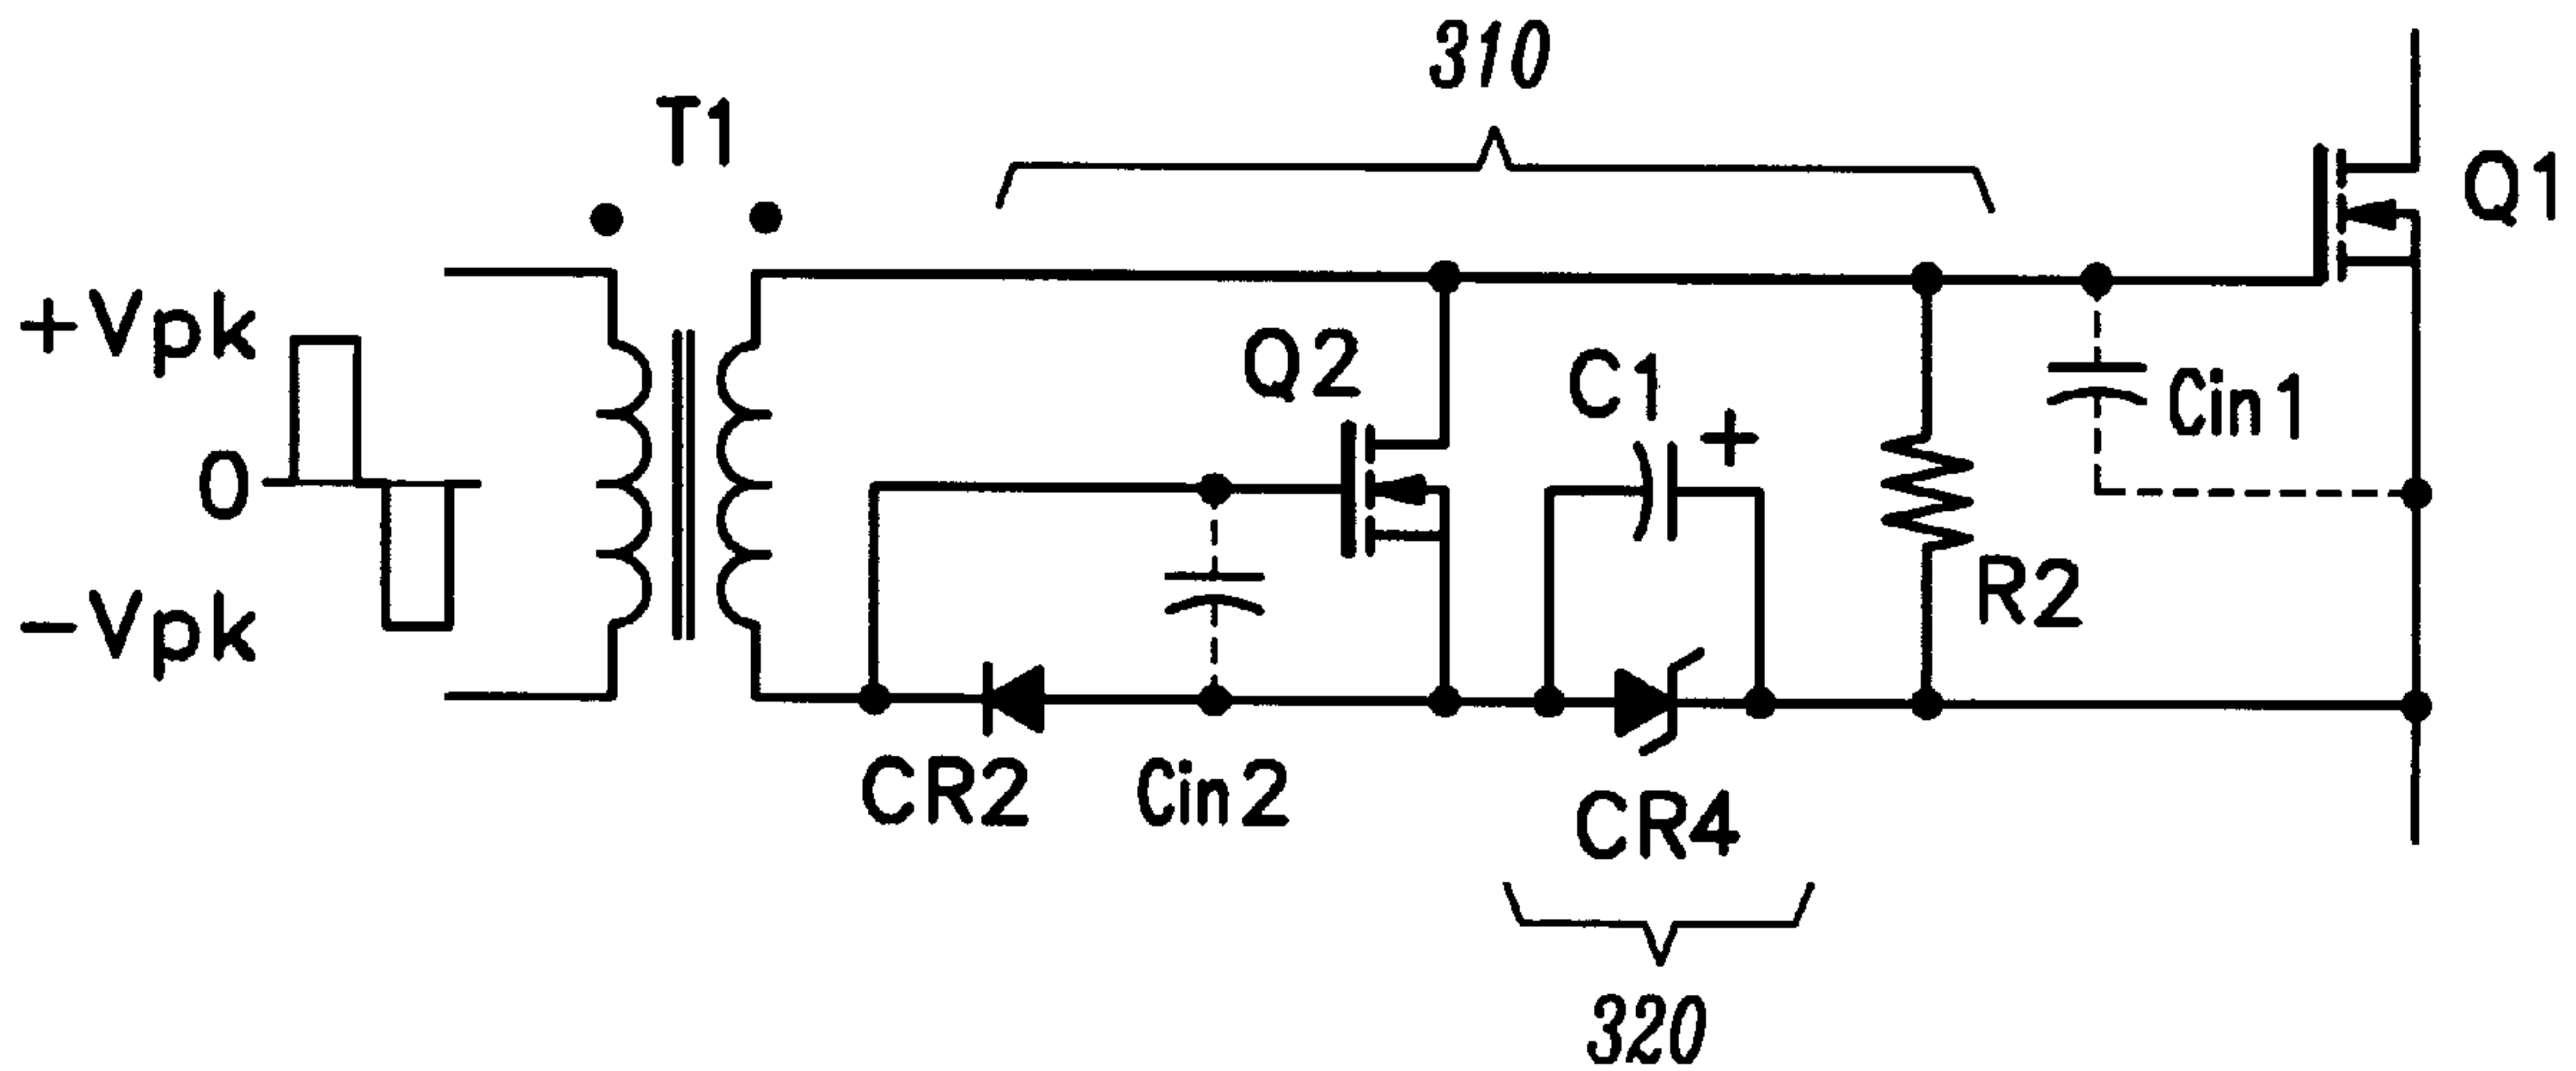 310
T1
Q1
+Vpk
Q2
C1
+
Cin1
0
R2
-Vpk
CR2
Cin2
CR4
320